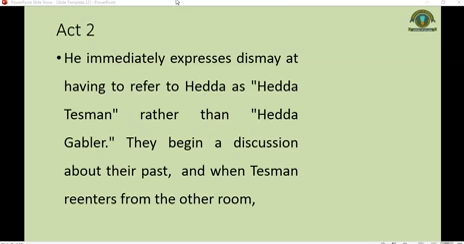 Act 2
• He immediately expresses dismay at
having to refer to Hedda as "Hedda
Tesman" rather than "Hedda
Gabler." They begin a discussion
about their past, and when Tesman
reenters from the other room,